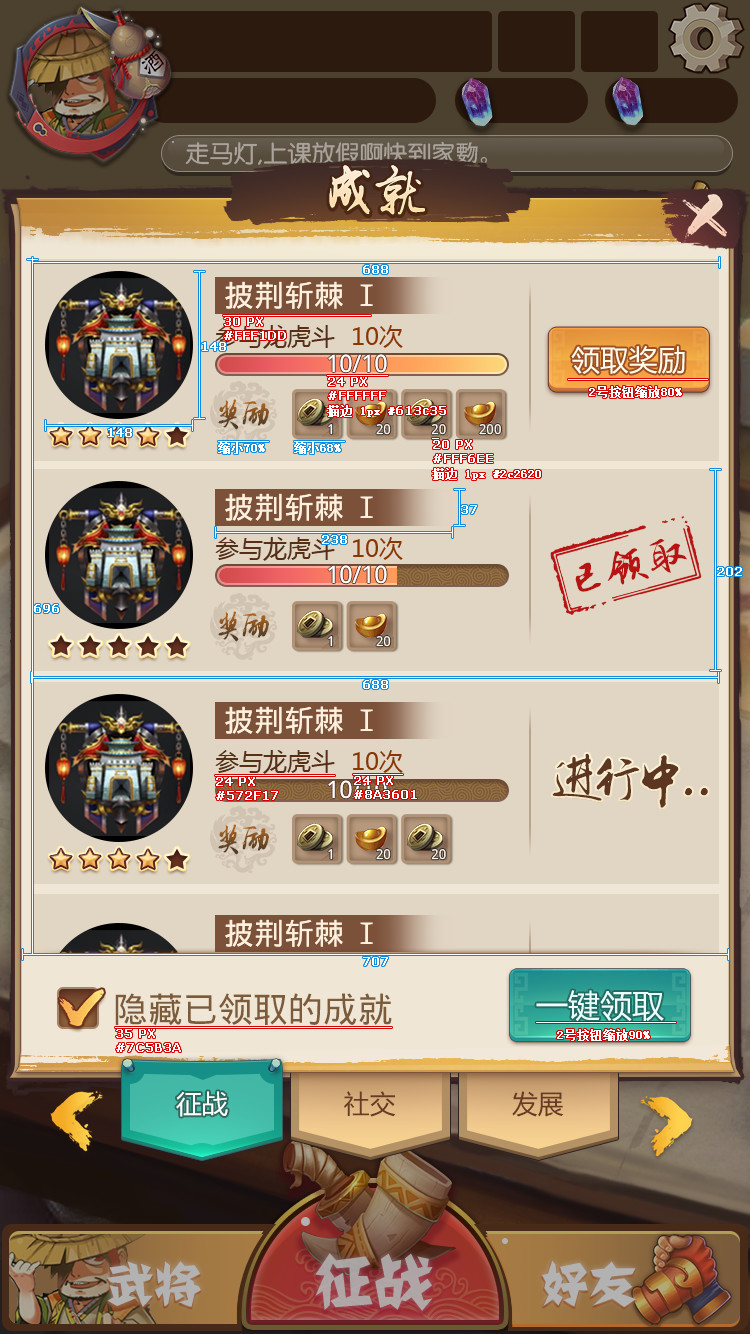 酒
走马灯,上课放假啊快到家嘞。
成就
688
披荆斩棘 I
30 PX
#FFF1DD
参与龙虎斗 10次
148
10/10
领取奖励
24 PX
#FFFFFF
描边 1px #613c35
2号按钮缩放80%
奖励
1
20
20
200
148
缩小70%
缩小68%
20 PX
#FFF6EE
描边 1px #2c2620
披荆斩棘 I
37
238
参与龙虎斗 10次
10/10
已领取
202
696
奖励
1
20
688
披荆斩棘 I
参与龙虎斗 10次
24 PX
#572F17
24 PX
#8A3601
进行中..
奖励
1
20
20
披荆斩棘 I
707
隐藏已领取的成就
35 PX
#7C5B3A
一键领取
2号按钮缩放90%
征战
社交
发展
武将
征战
好友